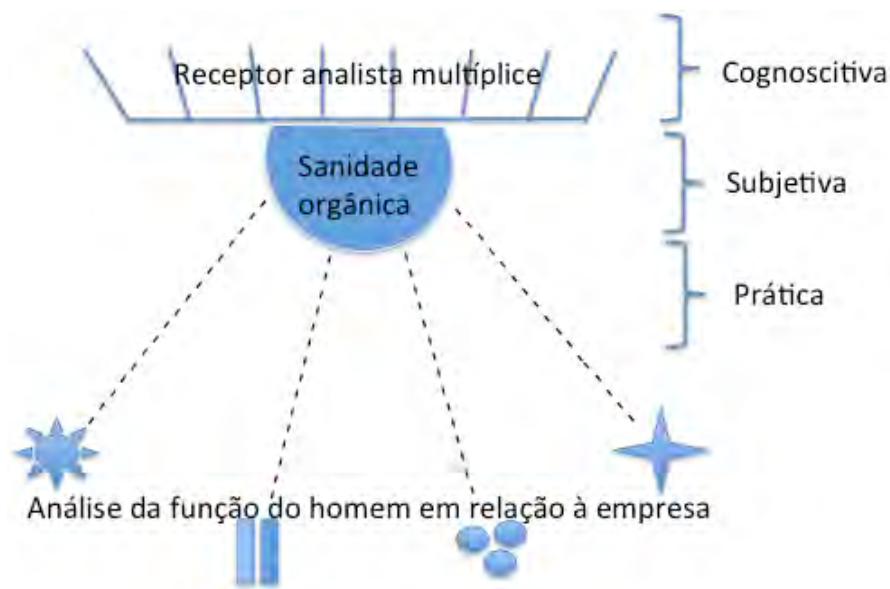 Receptor analista multíplice
Cognoscitiva
Sanidade
orgânica
Subjetiva
Prática
Análise da função do homem em relação à empresa